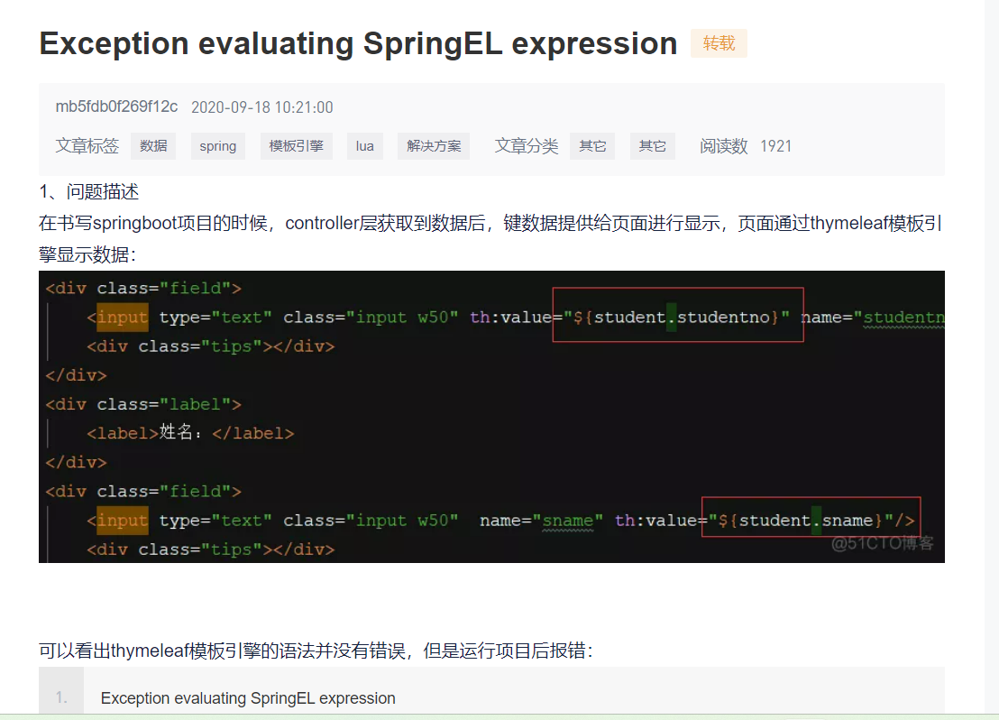 Exception evaluating SpringEL expression 转载
mb5fdb0f269f12c 2020-09-18 10:21:00
文章标签 数据 spring 模板引擎 lua 解决方案 文章分类 其它 其它 阅读数 1921
1、问题描述
在书写springboot项目的时候，controller层获取到数据后，键数据提供给页面进行显示，页面通过thymeleaf模板引
擎显示数据：
<div class="field">
<input type="text" class="input w50" th:value="${student.studentno}" name="studentn
<div class="tips"></div>
</div>
<div class="label">
<label>姓名：</label>
</div>
<div class="field">
<input type="text" class="input w50" name="sname" th:value="${student.sname}"/>
<div class="tips"></div>
@51CTO博客
可以看出thymeleaf模板引擎的语法并没有错误，但是运行项目后报错：
1. Exception evaluating SpringEL expression